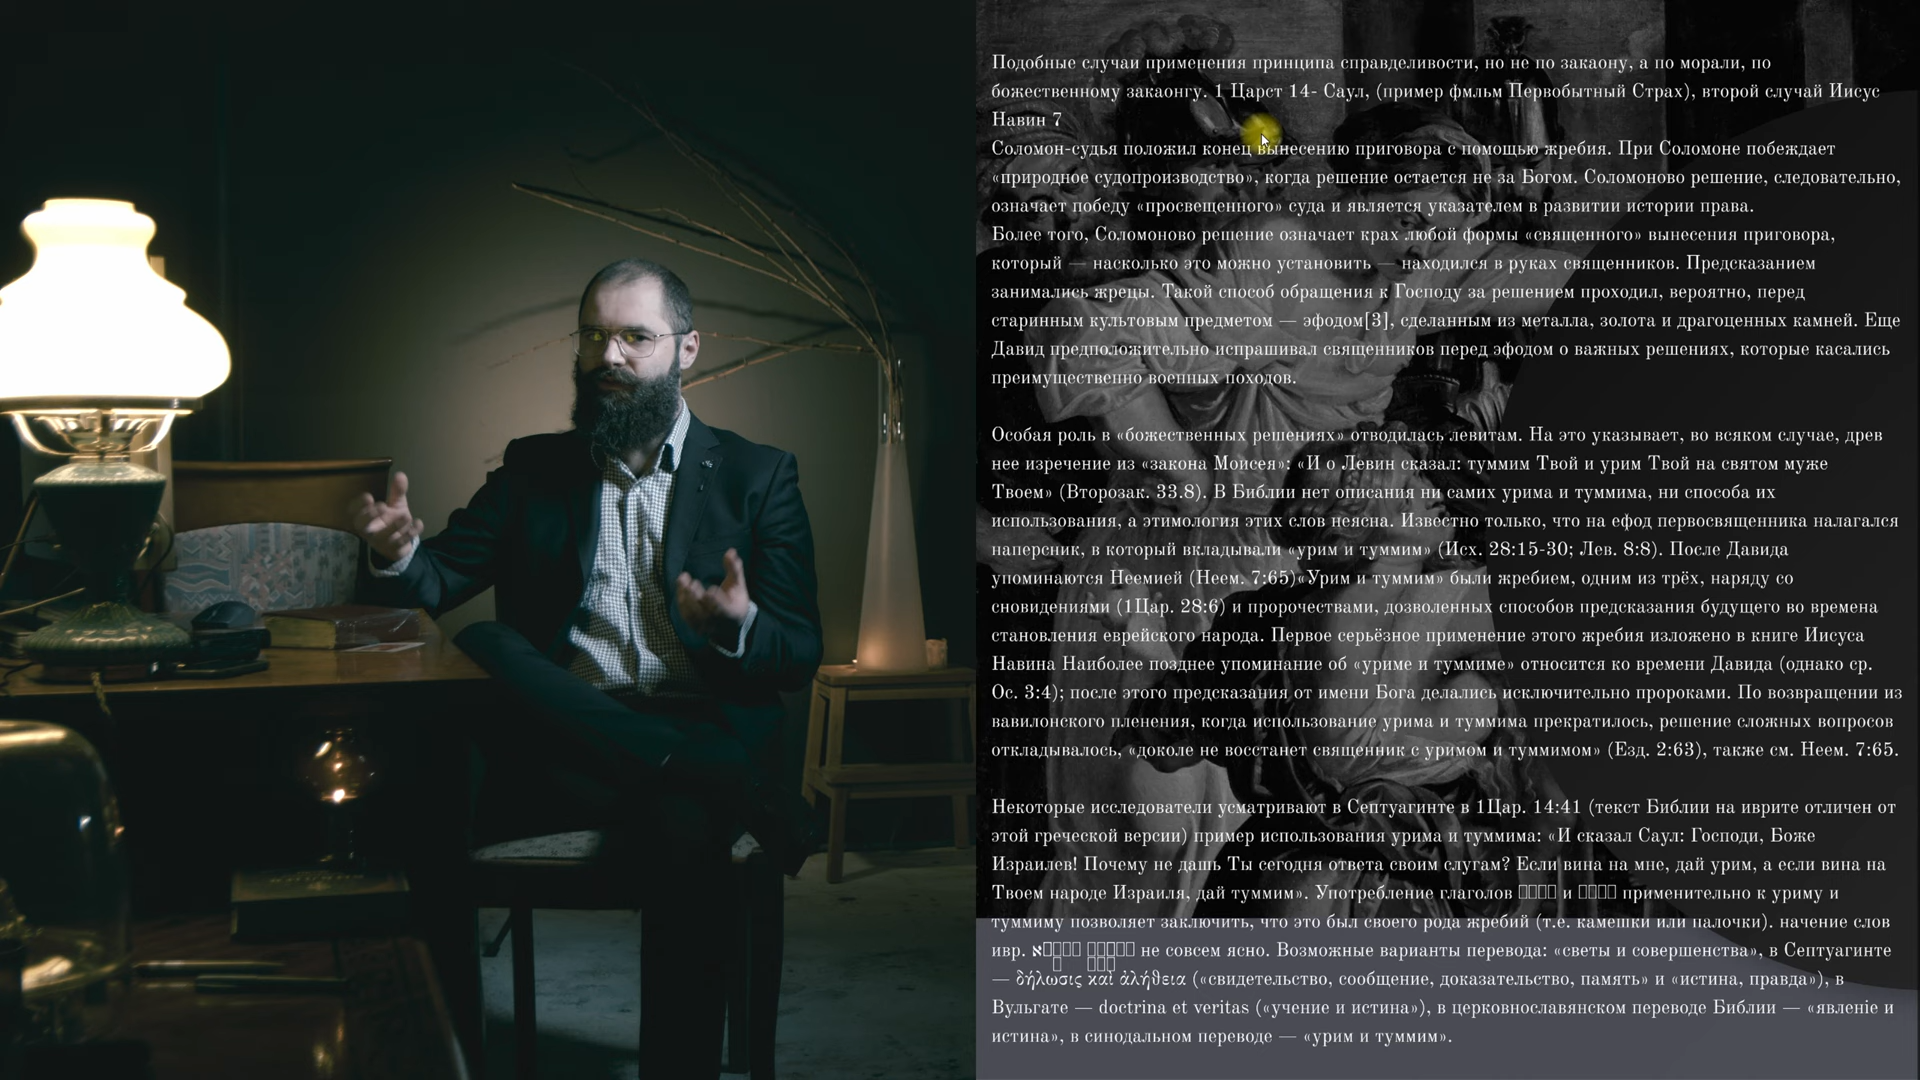 Подобные случаи применения принципа справделивости, но не по закаону, а по морали, по
божественному закаонгу. 1 Царст 14- Саул, (пример фмльм Первобытный Страх), второй случай Иисус
Навин 7
Соломон-судья положил конец вынесению приговора с помощью жребия. При Соломоне побеждает
«природное судопроизводство», когда решение остается не за Богом. Соломоново решение, следовательно,
означает победу «просвещенного» суда и является указателем в развитии истории права.
Более того, Соломоново решение означает крах любой формы «священного» вынесения приговора,
который — насколько это можно установить — находился в руках священников. Предсказанием
занимались жрецы. Такой способ обращения к Господу за решением проходил, вероятно, перед
старинным культовым предметом — эфодом[3], сделанным из металла, золота и драгоценных камней. Еще
Давид предположительно испрашивал священников перед эфодом о важных решениях, которые касались
преимущественно военных походов.
Особая роль в «божественных решениях» отводилась левитам. На это указывает, во всяком случае, древ
нее изречение из «закона Моисея»: «И о Левин сказал: туммим Твой и урим Твой на святом муже
Твоем» (Второзак. 33.8). В Библии нет описания ни самих урима и туммима, ни способа их
использования, а этимология этих слов неясна. Известно только, что на ефод первосвященника налагался
наперсник, в который вкладывали «урим и туммим» (Исх. 28:15-30; Лев. 8:8). После Давида
упоминаются Неемией (Неем. 7:65)«Урим и туммим» были жребием, одним из трёх, наряду со
сновидениями (1Цар. 28:6) и пророчествами, дозволенных способов предсказания будущего во времена
становления еврейского народа. Первое серьёзное применение этого жребия изложено в книге Иисуса
Навина Наиболее позднее упоминание об «уриме и туммиме» относится ко времени Давида (однако ср.
Ос. 3:4); после этого предсказания от имени Бога делались исключительно пророками. По возвращении из
вавилонского пленения, когда использование урима и туммима прекратилось, решение сложных вопросов
откладывалось, «доколе не восстанет священник с уримом и туммимом» (Езд. 2:63), также см. Неем. 7:65.
Некоторые исследователи усматривают в Септуагинте в 1Цар. 14:41 (текст Библии на иврите отличен от
этой греческой версии) пример использования урима и туммима: «И сказал Саул: Господи, Боже
Израилев! Почему не дашь Ты сегодня ответа своим слугам? Если вина на мне, дай урим, а если вина на
Твоем народе Израиля, дай туммим». Употребление глаголов и применительно к уриму и
туммиму позволяет заключить, что это был своего рода жребий (т.е. камешки или палочки). начение слов
ивр. не совсем ясно. Возможные варианты перевода: «светы и совершенства», в Септуагинте
— δήλωσις καὶ ἀλήθεια («свидетельство, сообщение, доказательство, память» и «истина, правда»), в
Вульгате — doctrina et veritas («учение и истина»), в церковнославянском переводе Библии — «явленіе и
истина», в синодальном переводе — «урим и туммим».